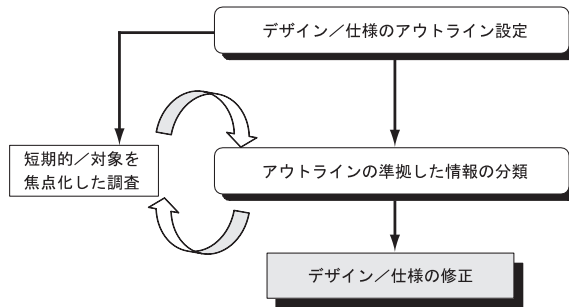 デザイン／仕様のアウトライン設定
短期的／対象を
焦点化した調査
アウトラインの準拠した情報の分類
デザイン／仕様の修正